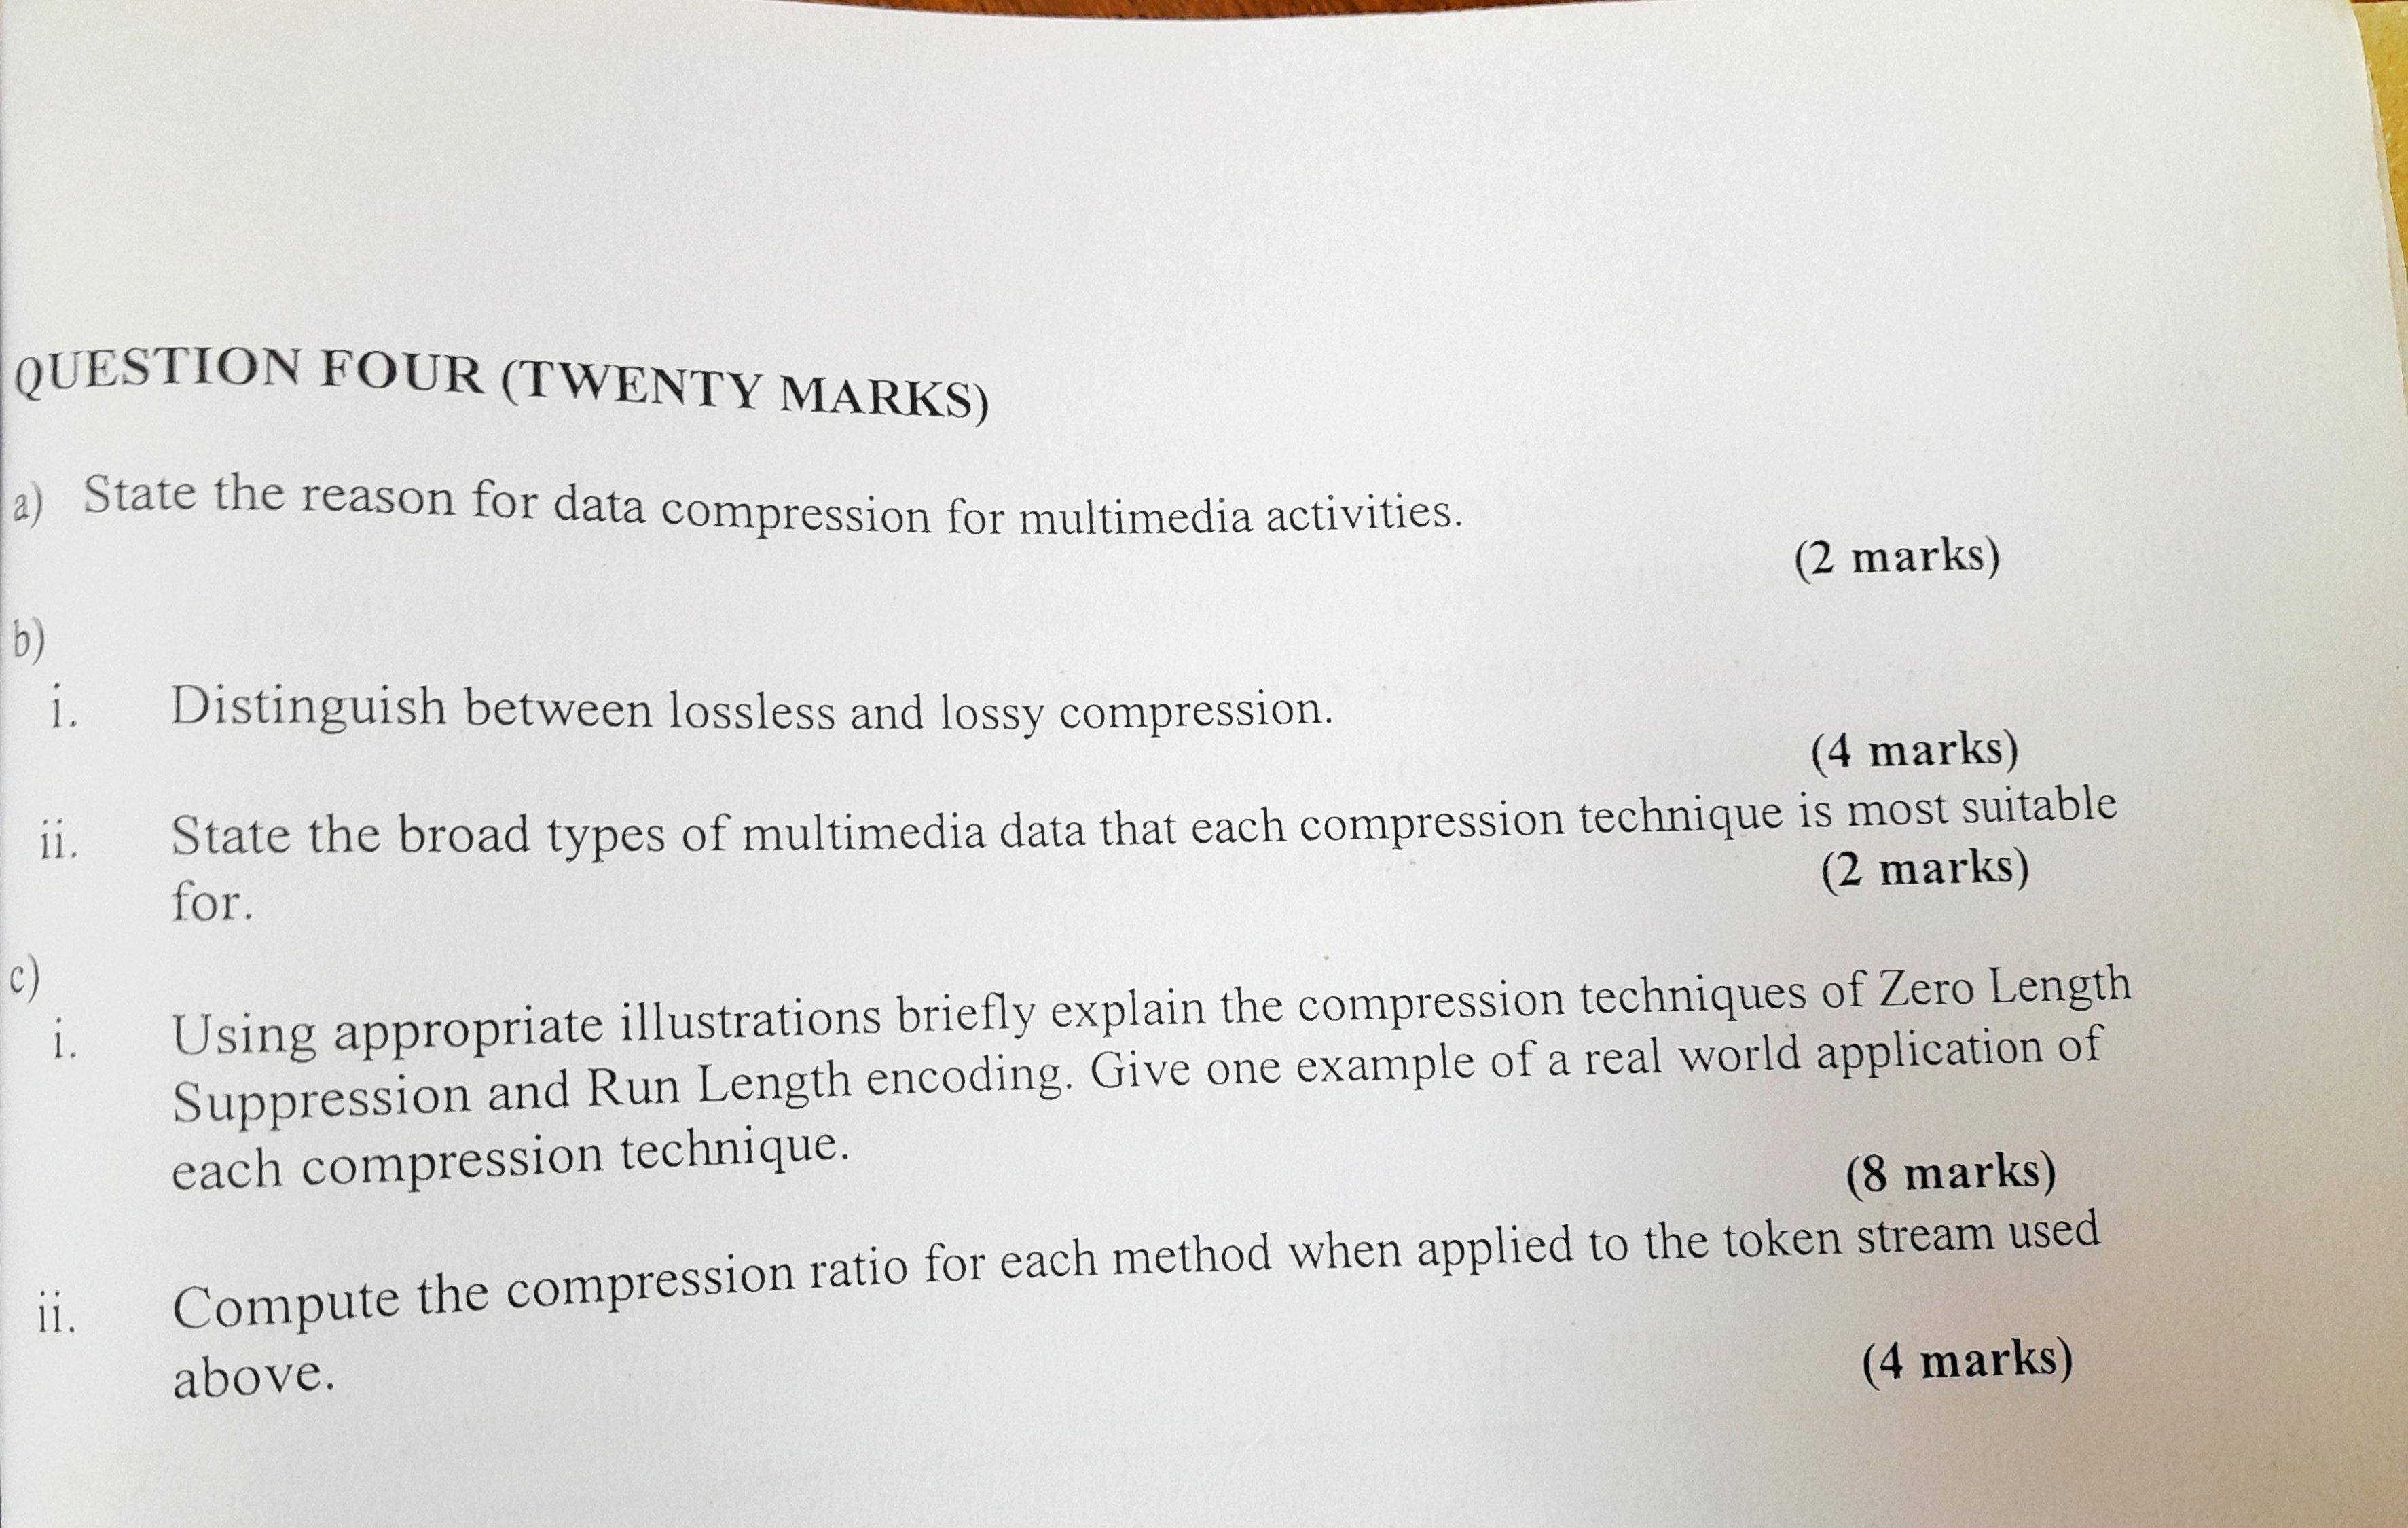 QUESTION FOUR (TWENTY MARKS)
a) State the reason for data compression for multimedia activities.
(2 marks)
b)
i. Distinguish between lossless and lossy compression.
(4 marks)
ii. State the broad types of multimedia data that each compression technique is most suitable
for. (2 marks)
c)
i. Using appropriate illustrations briefly explain the compression techniques of Zero Length
Suppression and Run Length encoding. Give one example of a real world application of
each compression technique.
(8 marks)
ii. Compute the compression ratio for each method when applied to the token stream used
above. (4 marks)